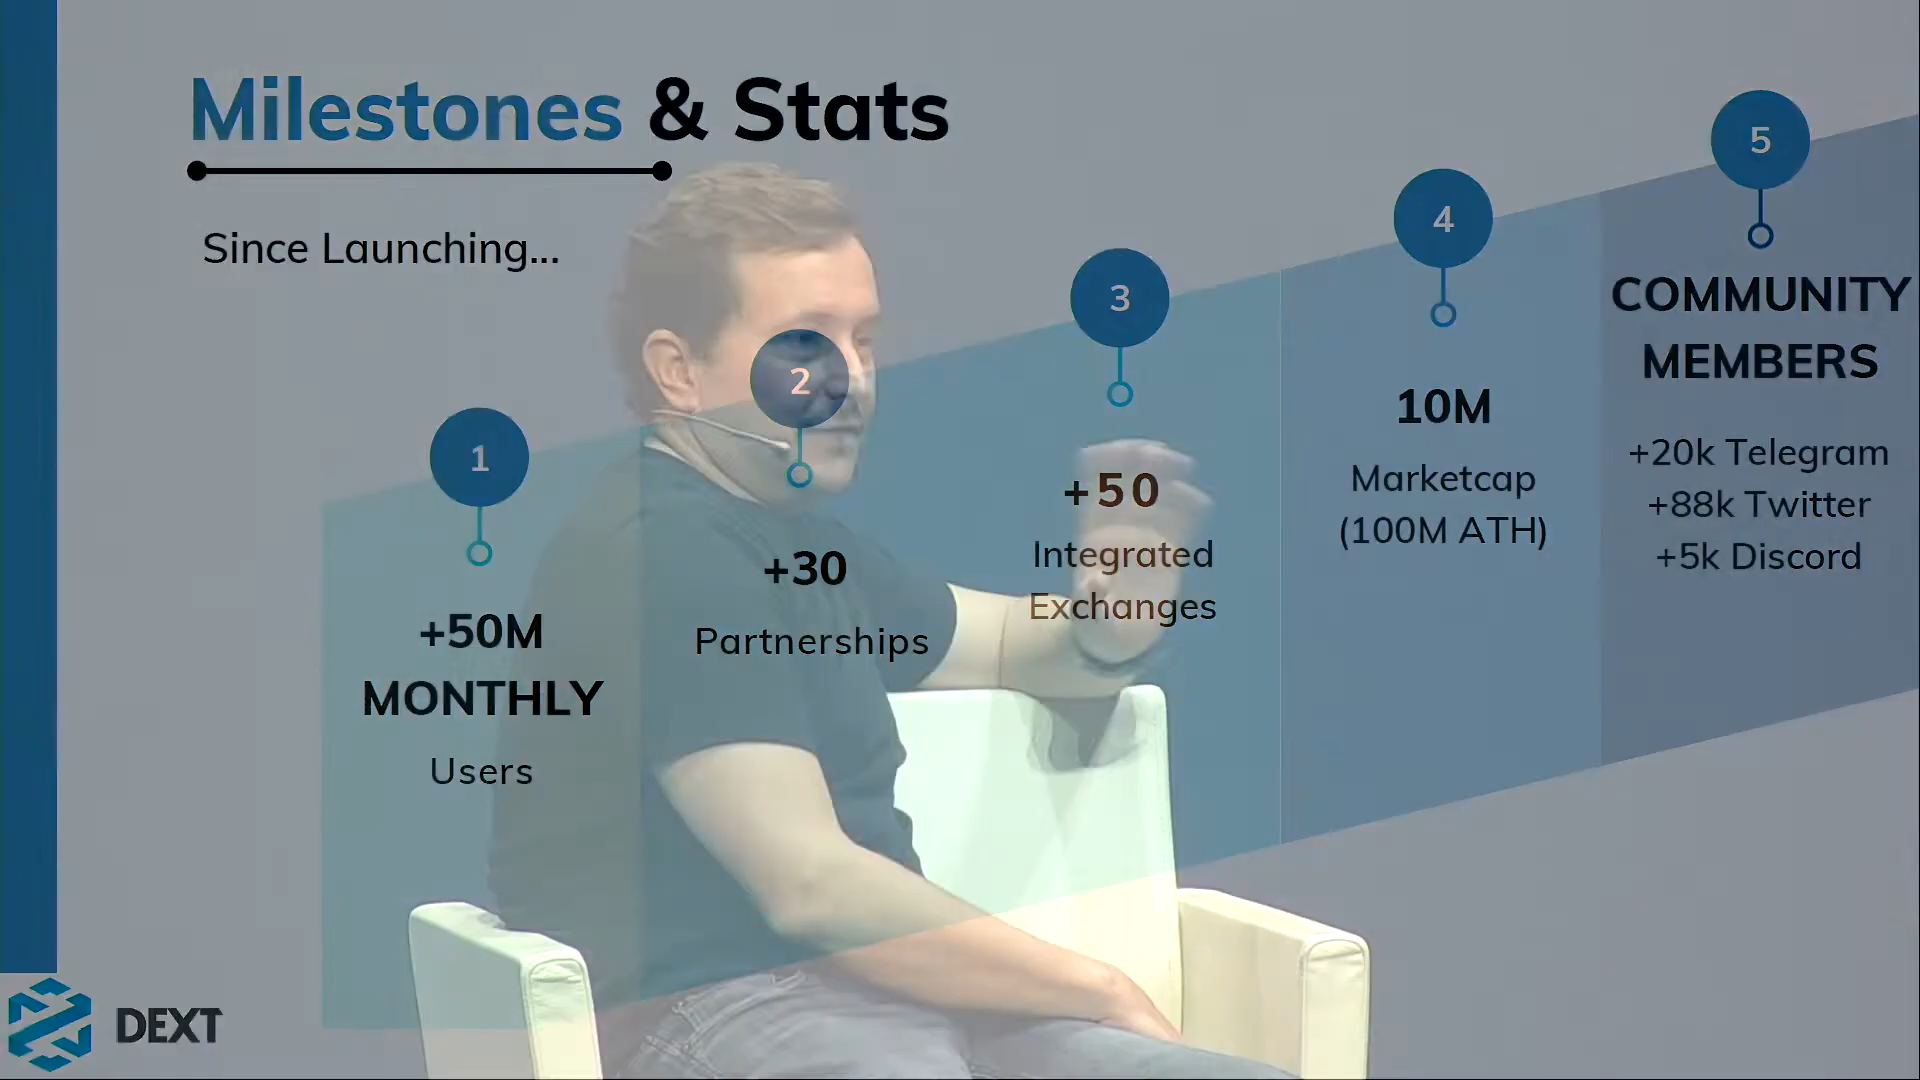 Milestones & Stats
Since Launching...
1
+50M
MONTHLY
Users
2
+30
Partnerships
3
+50
Integrated
Exchanges
4
10M
Marketcap
(100M ATH)
5
COMMUNITY
MEMBERS
+20k Telegram
+88k Twitter
+5k Discord
DEXT